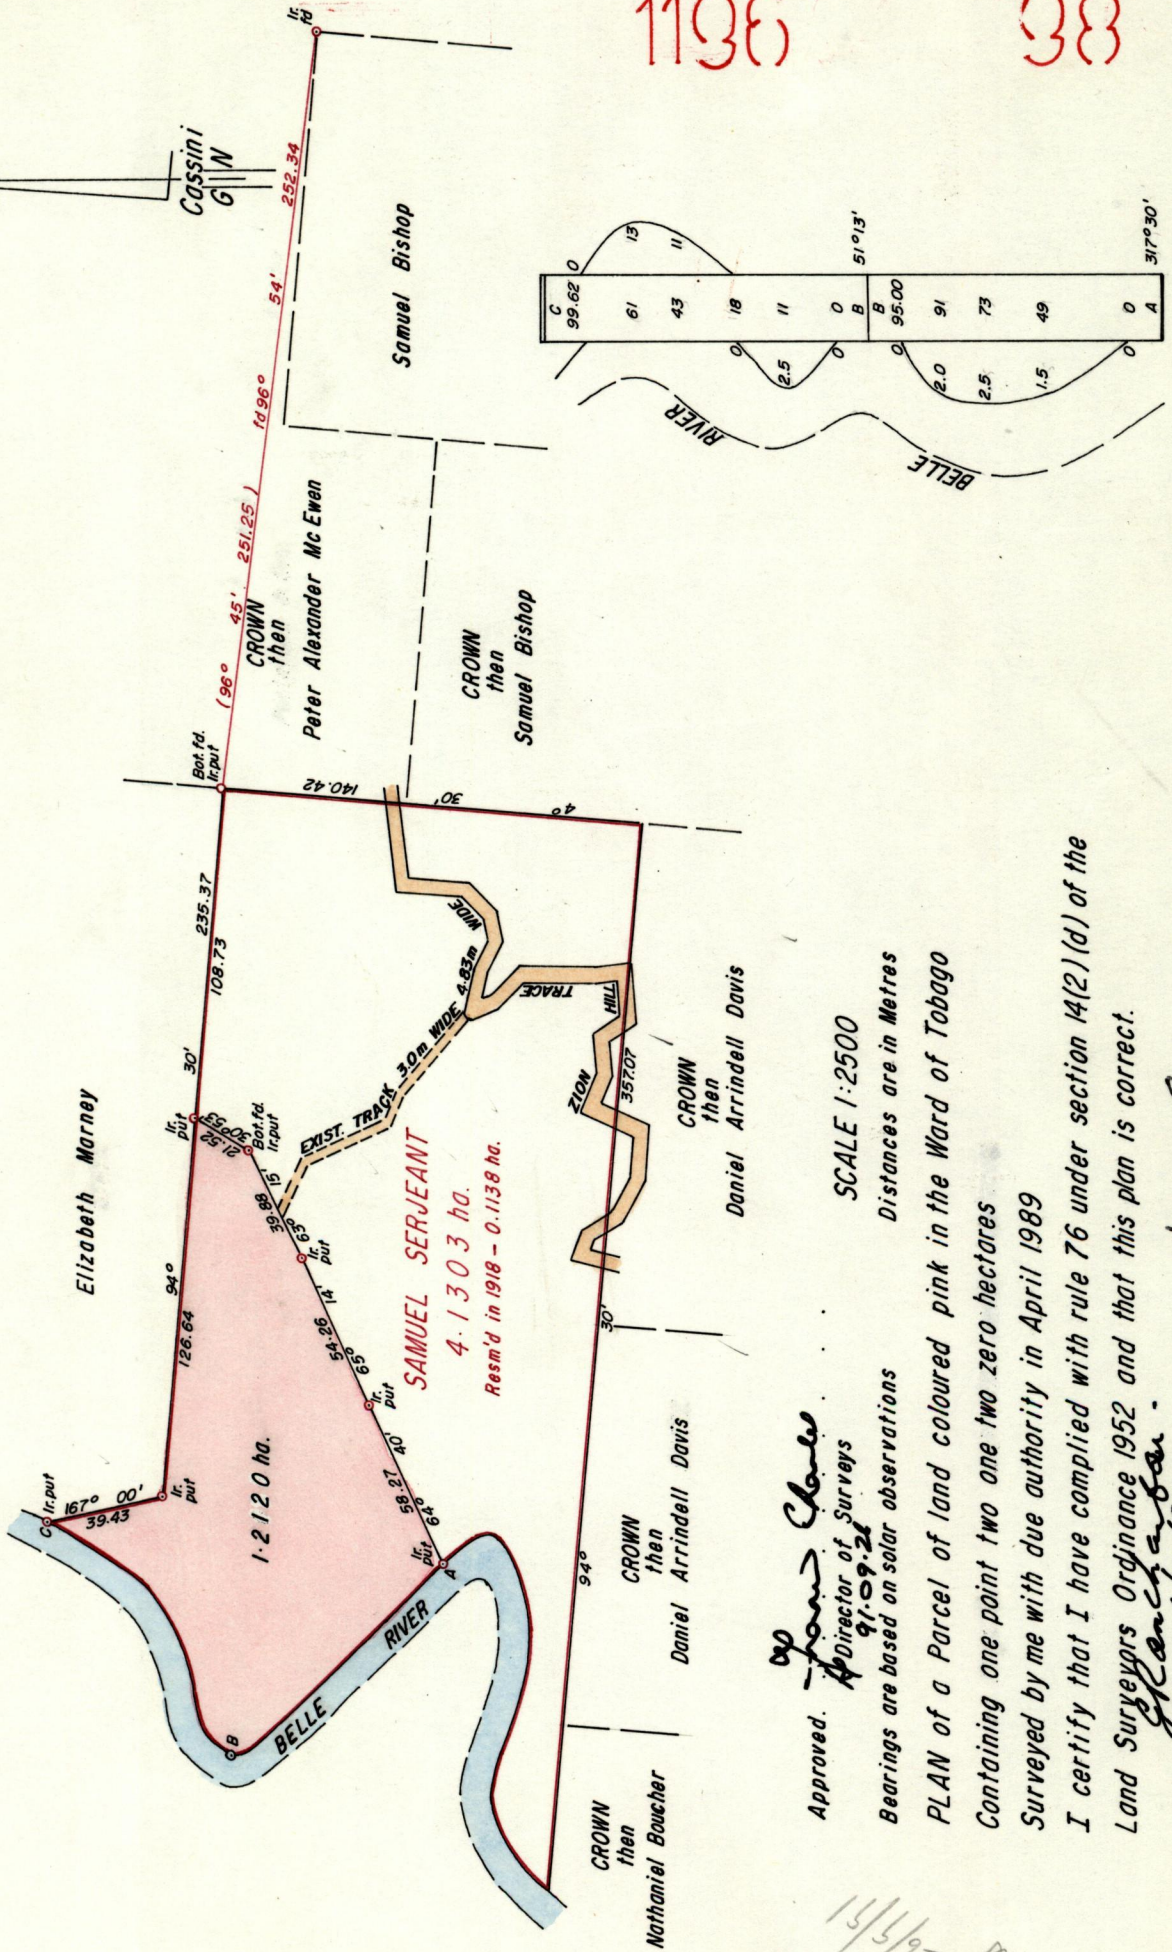 1196
98
Cassini
G N
Ir.
fd
252.34
54'
fd 96°
251.25 )
45'
( 96°
Bot. fd.
Ir. put
CROWN
then
Peter Alexander Mc Ewen
Samuel Bishop
CROWN
then
Samuel Bishop
Elizabeth Marney
94°
30'
235.37
126.64
108.73
Ir.
put
21.52
30°53'
Bot. fd.
Ir. put
39.88
15'
63°
Ir.
put
54.26
14'
65°
Ir.
put
58.27
40'
64°
Ir.
put
A
B
C
Ir. put
167° 00'
39.43
Ir.
put
1.2120 ha.
BELLE RIVER
EXIST. TRACK 3.0m WIDE
4.83m WIDE
ZION HILL TRACE
140.42
30'
4°
357.07
30'
94°
SAMUEL SERJEANT
4.1303 ha.
Resm'd in 1918 – 0.1138 ha.
CROWN
then
Nathaniel Boucher
CROWN
then
Daniel Arrindell Davis
CROWN
then
Daniel Arrindell Davis
C
99.62 0
61 13
43 11
0 18
2.5 11
0 0
B 51°13'
B
0 95.00
2.0 91
2.5 73
1.5 49
0 0
A 317°30'
BELLE RIVER
SCALE 1:2500
Approved.
Director of Surveys
91.09.26
Bearings are based on solar observations Distances are in Metres
PLAN of a Parcel of land coloured pink in the Ward of Tobago
Containing one point two one two zero hectares
Surveyed by me with due authority in April 1989
I certify that I have complied with rule 76 under section 14(2)(d) of the
Land Surveyors Ordinance 1952 and that this plan is correct.